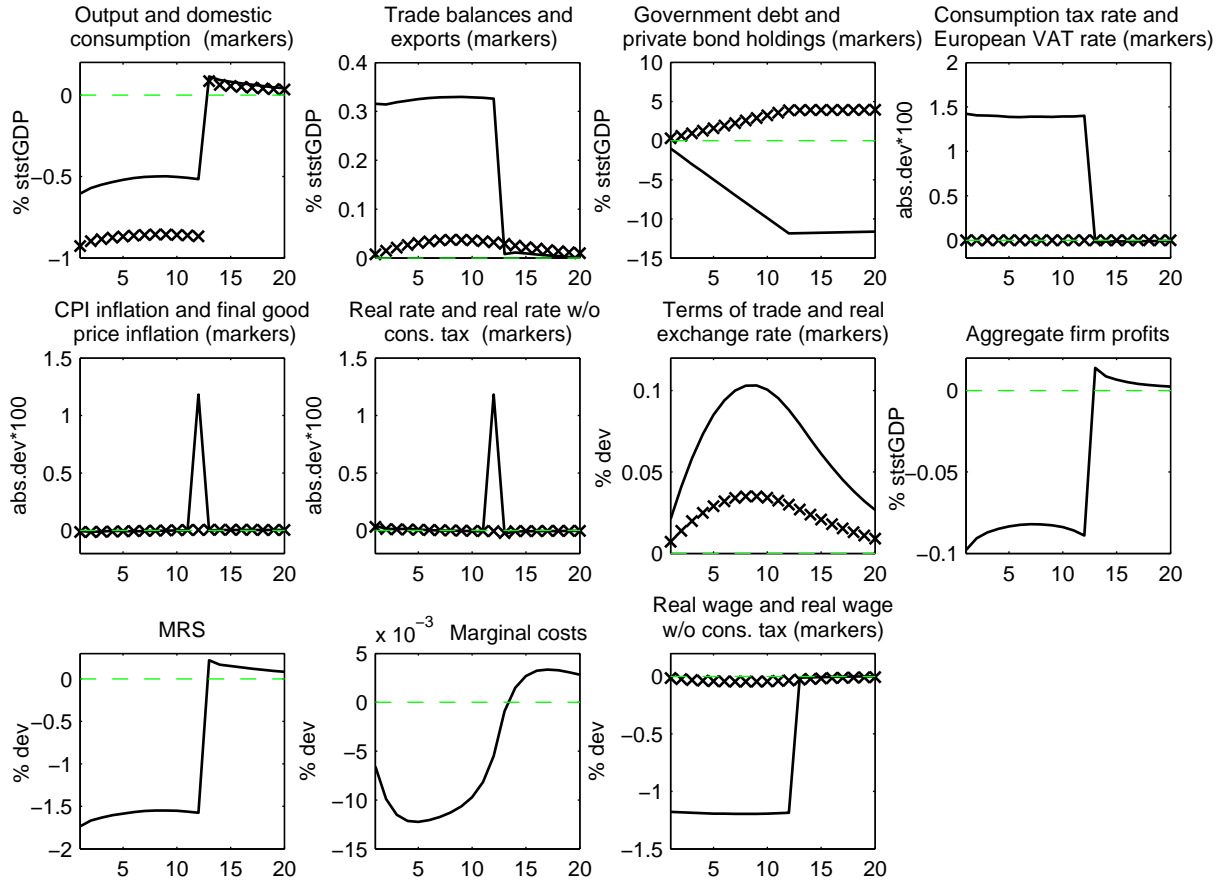 Output and domestic
consumption (markers)
% ststGDP
0
−0.5
−1
5 10 15 20
Trade balances and
exports (markers)
% ststGDP
0.4
0.3
0.2
0.1
0
5 10 15 20
Government debt and
private bond holdings (markers)
% ststGDP
10
5
0
−5
−10
−15
5 10 15 20
Consumption tax rate and
European VAT rate (markers)
abs.dev*100
2
1.5
1
0.5
0
5 10 15 20
CPI inflation and final good
price inflation (markers)
abs.dev*100
1.5
1
0.5
0
5 10 15 20
Real rate and real rate w/o
cons. tax (markers)
abs.dev*100
1.5
1
0.5
0
5 10 15 20
Terms of trade and real
exchange rate (markers)
% dev
0.1
0.05
0
5 10 15 20
Aggregate firm profits
% ststGDP
0
−0.05
−0.1
5 10 15 20
MRS
% dev
0
−0.5
−1
−1.5
−2
5 10 15 20
x 10−3 Marginal costs
% dev
5
0
−5
−10
−15
5 10 15 20
Real wage and real wage
w/o cons. tax (markers)
% dev
0
−0.5
−1
−1.5
5 10 15 20